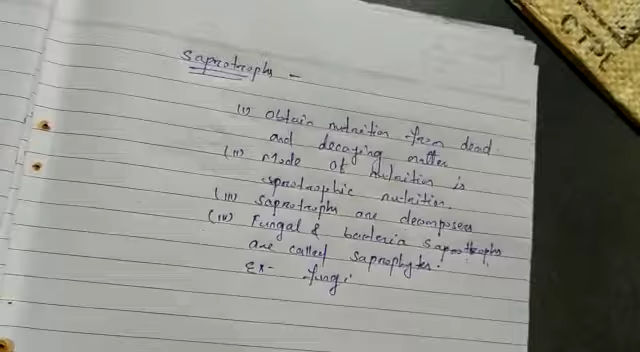 Saprotrophs -
(i) Obtain nutrition from dead
and decaying matter
(ii) Mode of nutrition is
saprotrophic nutrition.
(iii) Saprotrophs are decomposers
(iv) Fungal & bacteria saprotrophs
are called saprophytes.
Ex- fungi